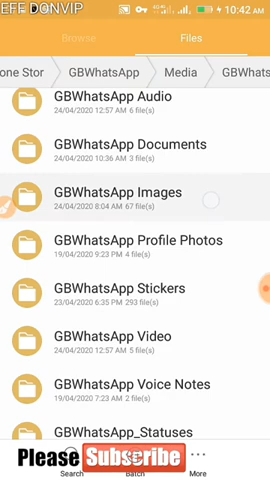 EFE DONVIP
10:42 AM
Browse
Files
one Stor
GBWhatsApp
Media
GBWhats
GBWhatsApp Audio
24/04/2020 12:57 AM 6 file(s)
GBWhatsApp Documents
24/04/2020 10:36 AM 3 file(s)
GBWhatsApp Images
24/04/2020 8:04 AM 67 file(s)
GBWhatsApp Profile Photos
19/04/2020 9:23 PM 4 file(s)
GBWhatsApp Stickers
23/04/2020 6:35 PM 293 file(s)
GBWhatsApp Video
24/04/2020 12:57 AM 5 file(s)
GBWhatsApp Voice Notes
19/04/2020 7:23 AM 2 file(s)
GBWhatsApp_Statuses
Please Subscribe
Search
Batch
More